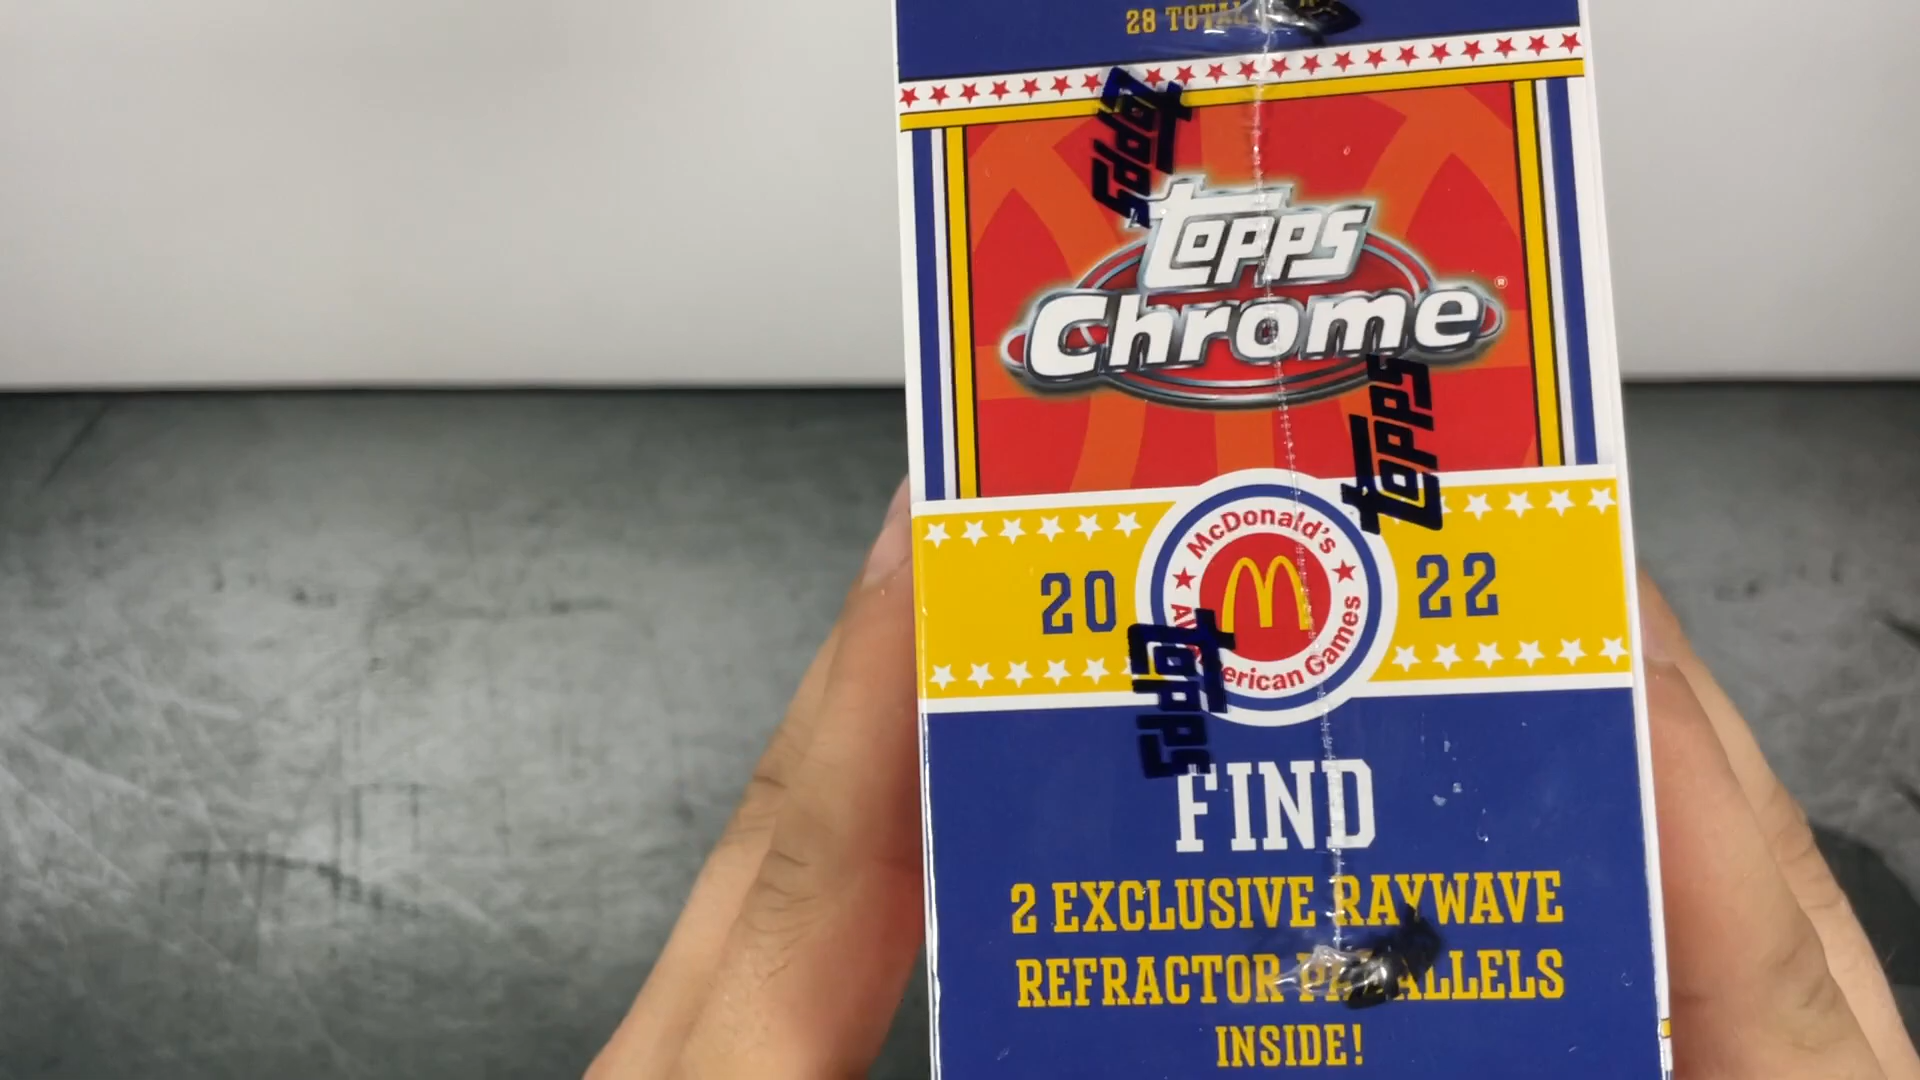 28 TOTAL
topps
topps
Chrome
®
topps
McDonald's
20
22
American Games
topps
FIND
2 EXCLUSIVE RAYWAVE
REFRACTOR PARALLELS
INSIDE!